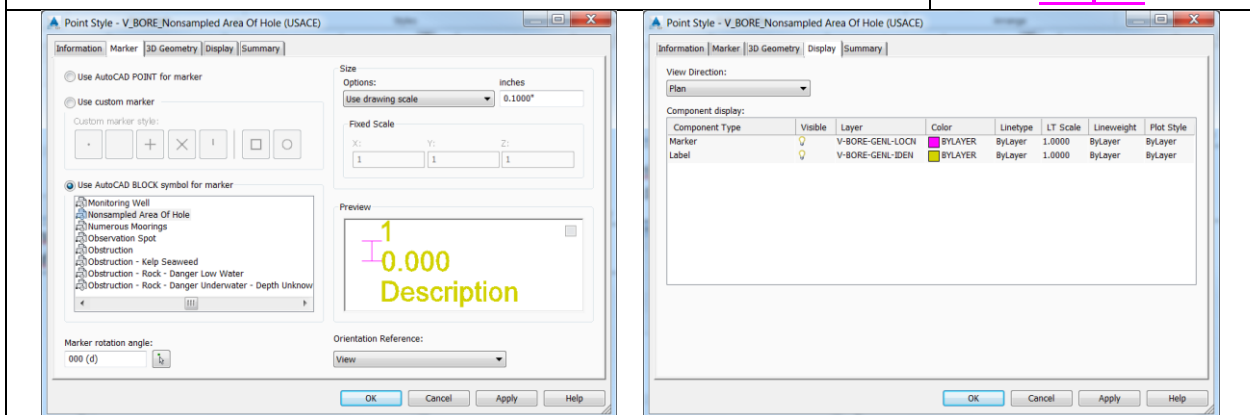 Point Style - V_BORE_Nonsampled Area Of Hole (USACE)
Information Marker 3D Geometry Display Summary
Use AutoCAD POINT for marker
Use custom marker
Custom marker style:
Use AutoCAD BLOCK symbol for marker
Monitoring Well
Nonsampled Area Of Hole
Numerous Moorings
Observation Spot
Obstruction
Obstruction - Kelp Seaweed
Obstruction - Rock - Danger Low Water
Obstruction - Rock - Danger Underwater - Depth Unknow
Marker rotation angle:
000 (d)
Size
Options: inches
Use drawing scale 0.1000"
Fixed Scale
X: Y: Z:
1 1 1
Preview
1
0.000
Description
Orientation Reference:
View
OK Cancel Apply Help
Point Style - V_BORE_Nonsampled Area Of Hole (USACE)
Information Marker 3D Geometry Display Summary
View Direction:
Plan
Component display:
Component Type Visible Layer Color Linetype LT Scale Lineweight Plot Style
Marker V-BORE-GENL-LOCN BYLAYER ByLayer 1.0000 ByLayer ByLayer
Label V-BORE-GENL-IDEN BYLAYER ByLayer 1.0000 ByLayer ByLayer
OK Cancel Apply Help